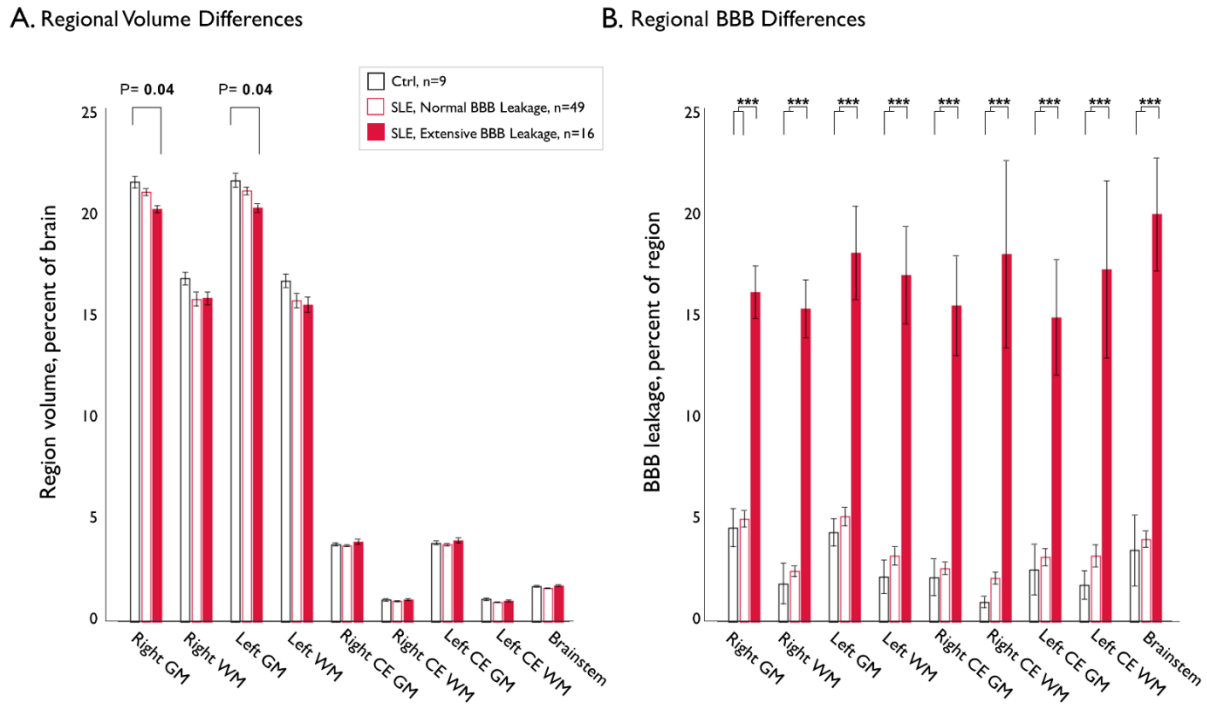 A. Regional Volume Differences
P= 0.04
P= 0.04
Ctrl, n=9
SLE, Normal BBB Leakage, n=49
SLE, Extensive BBB Leakage, n=16
Region volume, percent of brain
25
20
15
10
5
0
Right GM
Right WM
Left GM
Left WM
Right CE GM
Right CE WM
Left CE GM
Left CE WM
Brainstem
B. Regional BBB Differences
*** *** *** *** *** *** *** *** ***
BBB leakage, percent of region
25
20
15
10
5
0
Right GM
Right WM
Left GM
Left WM
Right CE GM
Right CE WM
Left CE GM
Left CE WM
Brainstem